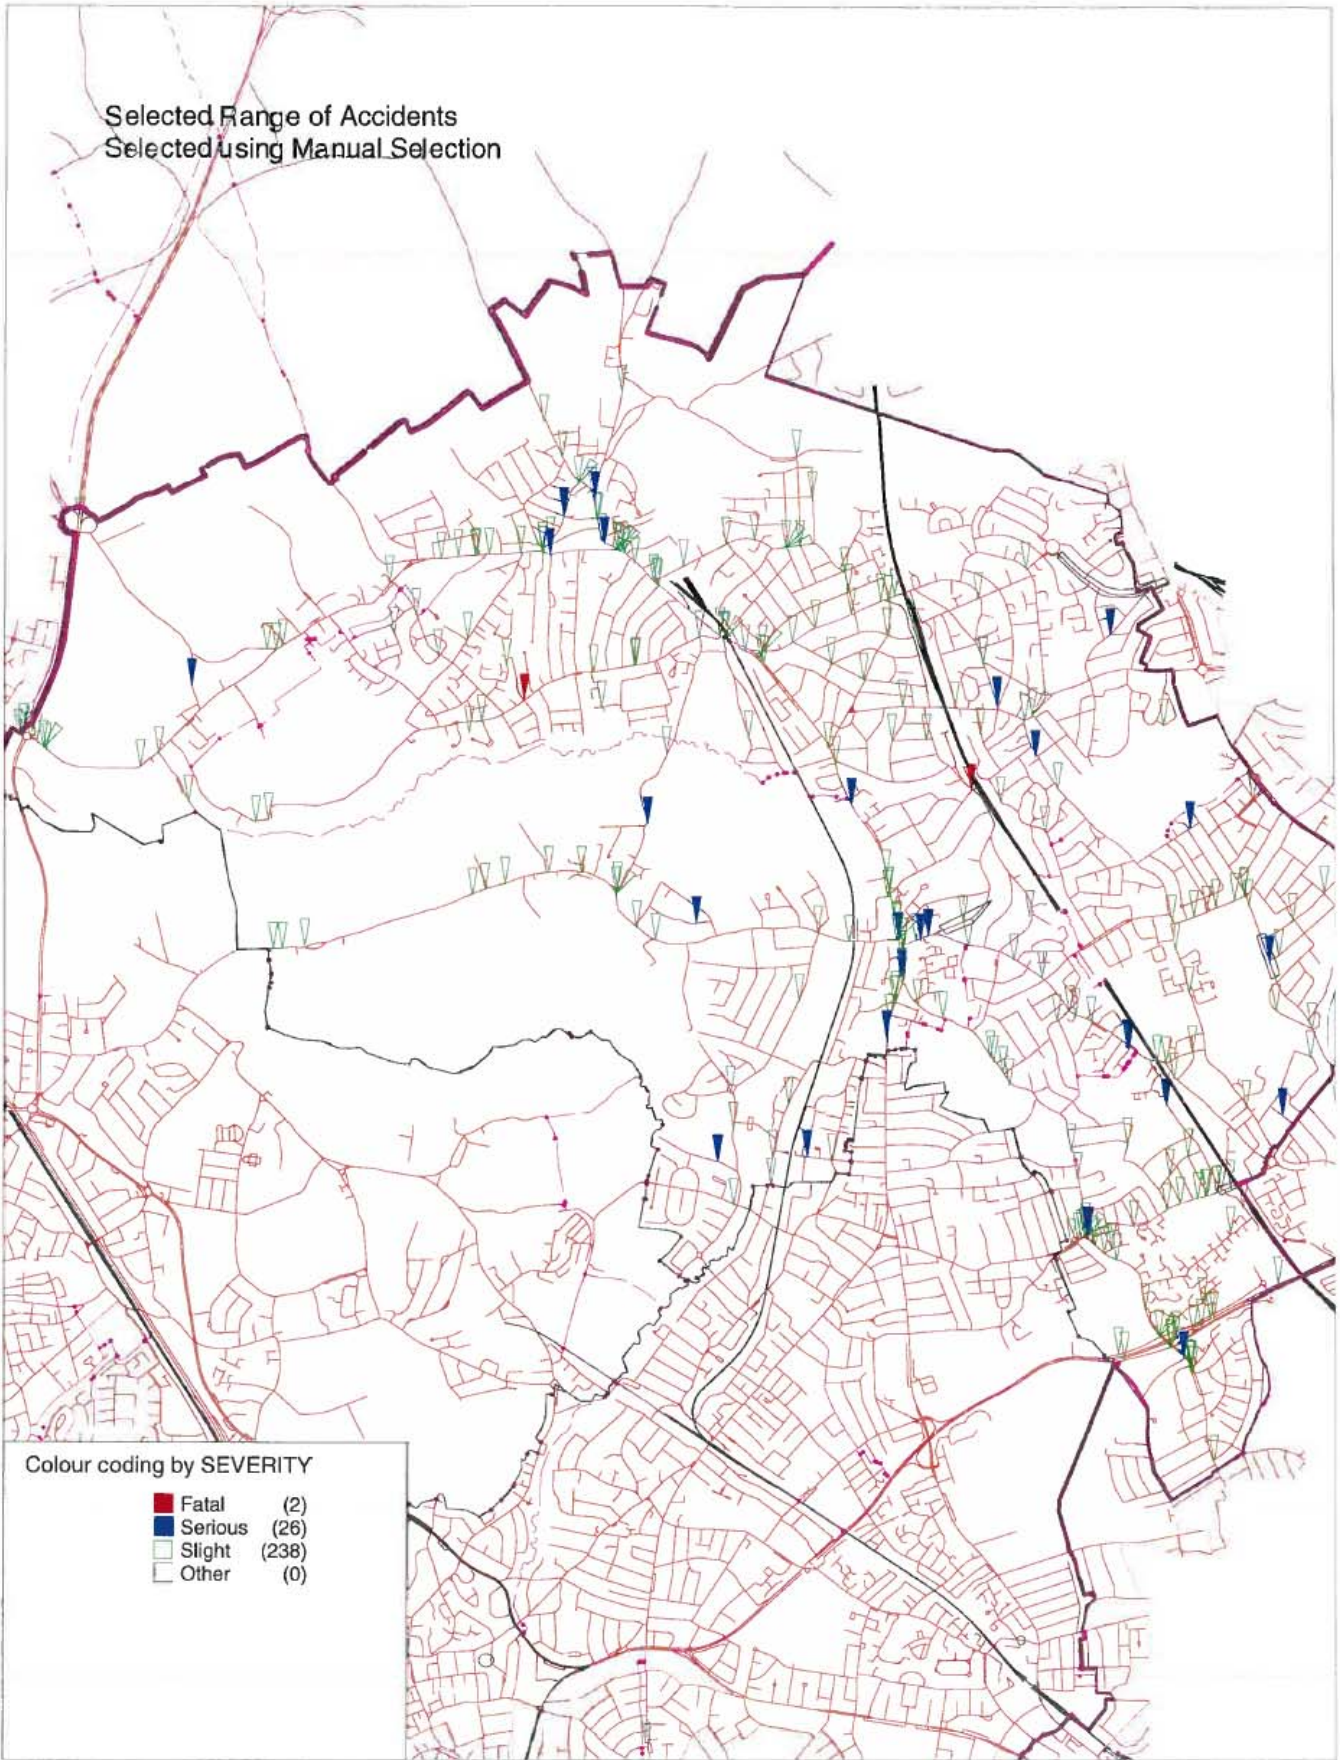 Selected Range of Accidents
Selected using Manual Selection
Colour coding by SEVERITY
Fatal (2)
Serious (26)
Slight (238)
Other (0)